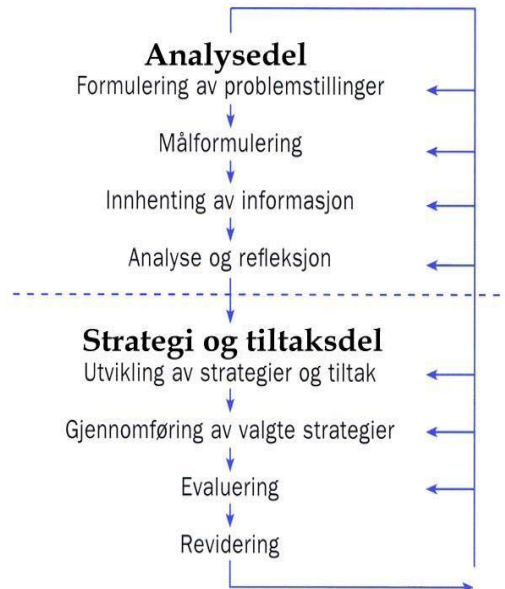 Analysedel
Formulering av problemstillinger
Målformulering
Innhenting av informasjon
Analyse og refleksjon
Strategi og tiltaksdel
Utvikling av strategier og tiltak
Gjennomføring av valgte strategier
Evaluering
Revidering